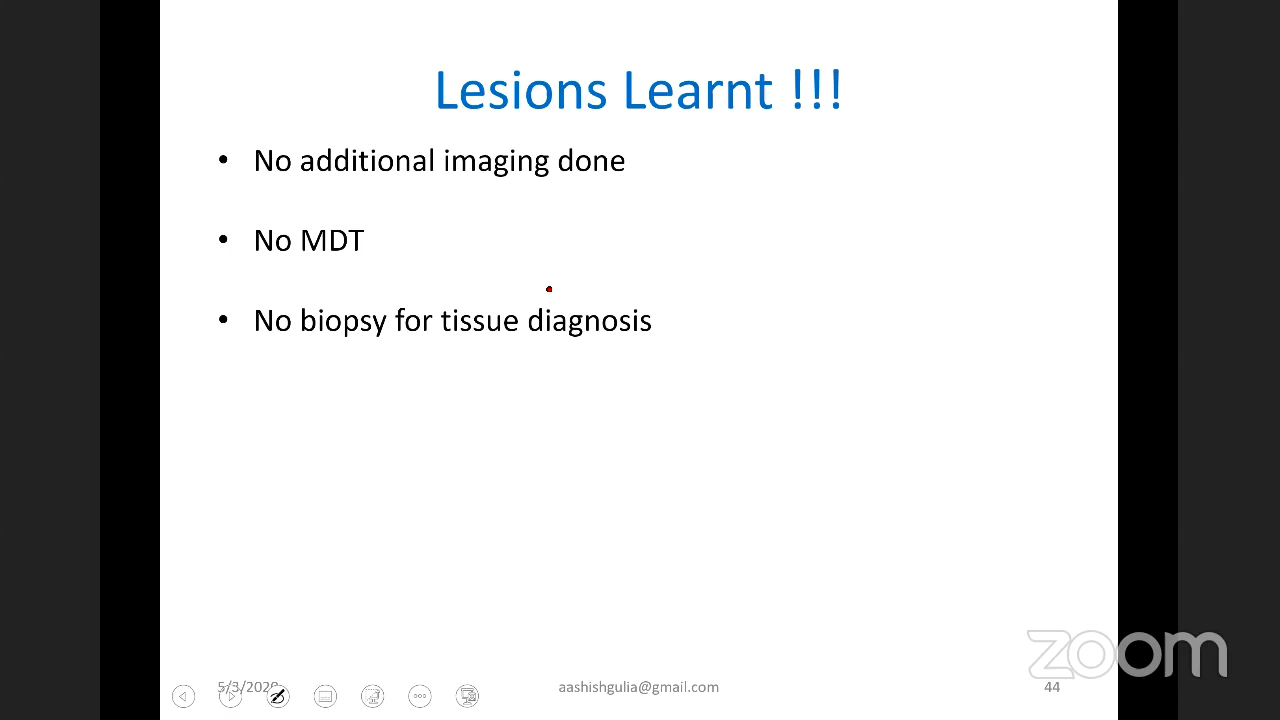 Lesions Learnt !!!
• No additional imaging done
• No MDT
• No biopsy for tissue diagnosis
zoom
5/3/2020
aashishgulia@gmail.com
44